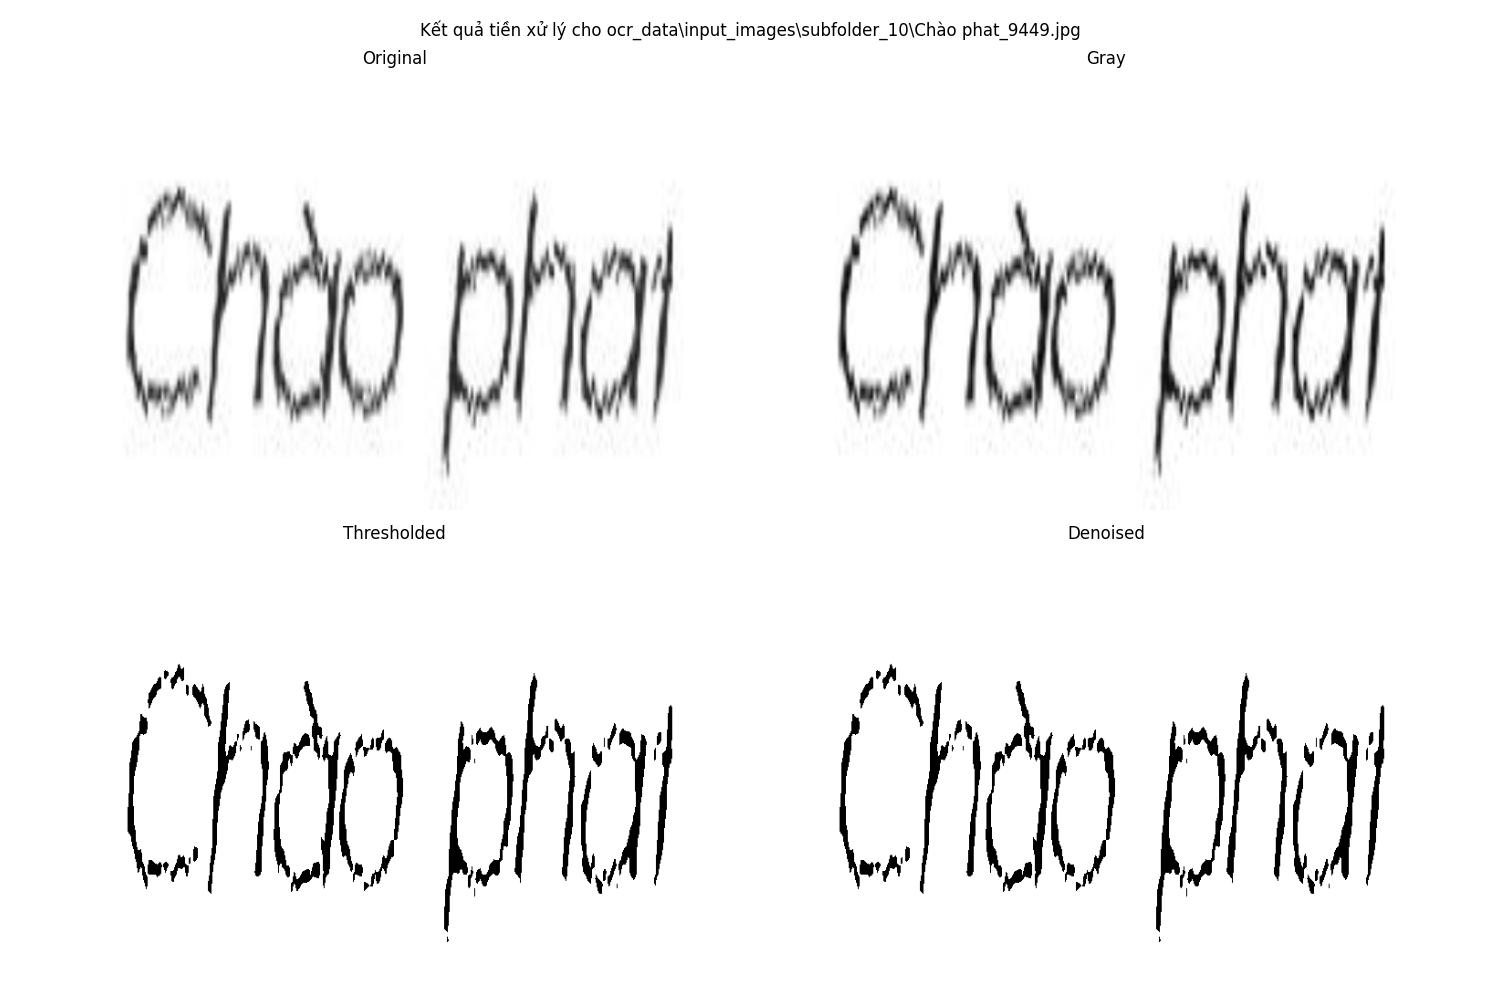 Kết quả tiền xử lý cho ocr_data\input_images\subfolder_10\Chào phat_9449.jpg
Original
Gray
Chào phat
Chào phat
Thresholded
Denoised
Chào phat
Chào phat